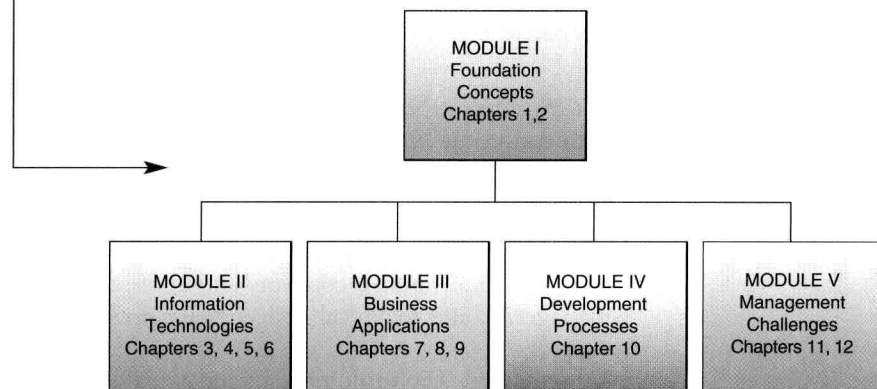 MODULE I
Foundation
Concepts
Chapters 1,2
MODULE II
Information
Technologies
Chapters 3, 4, 5, 6
MODULE III
Business
Applications
Chapters 7, 8, 9
MODULE IV
Development
Processes
Chapter 10
MODULE V
Management
Challenges
Chapters 11, 12